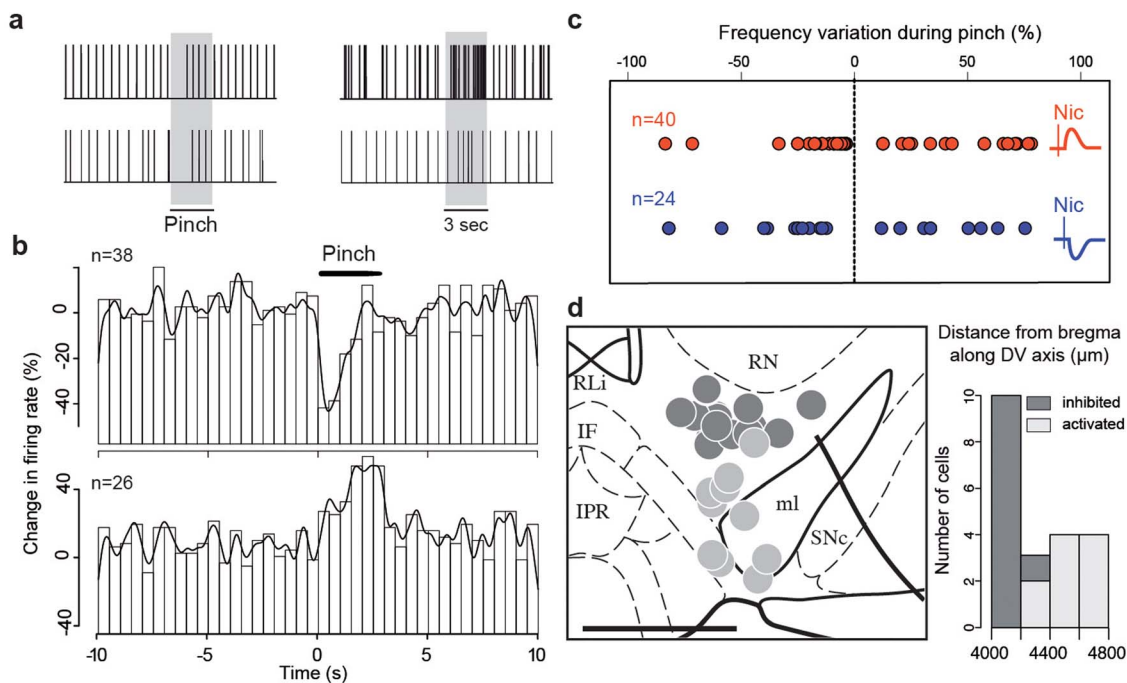 a
Pinch
3 sec
b
n=38
Pinch
0
-20
40
Change in firing rate (%)
n=26
40
0
-40
-10
-5
0
5
10
Time (s)
c
Frequency variation during pinch (%)
-100
-50
0
50
100
n=40
Nic
n=24
Nic
d
RLi
RN
IF
IPR
ml
SNc
Distance from bregma
along DV axis (µm)
inhibited
activated
Number of cells
10
8
6
4
2
0
4000
4400
4800